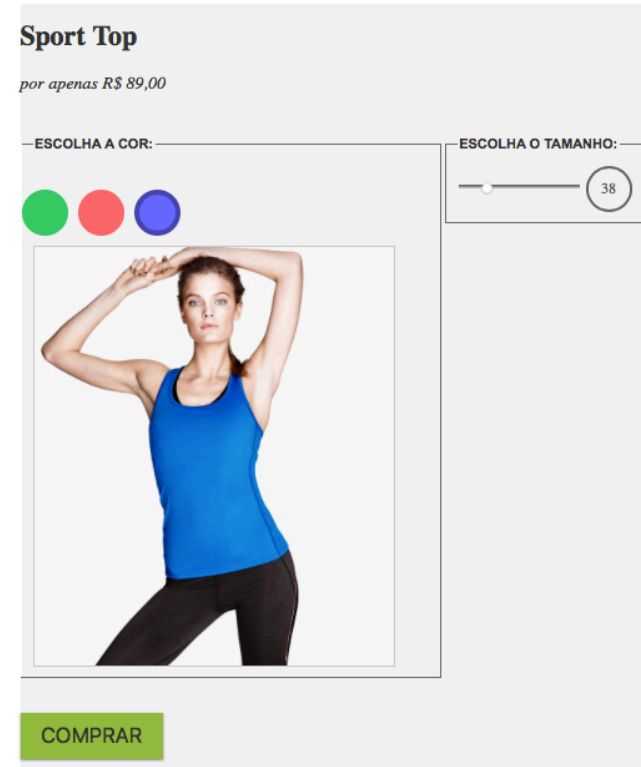 Sport Top
por apenas R$ 89,00
ESCOLHA A COR:
ESCOLHA O TAMANHO:
38
COMPRAR